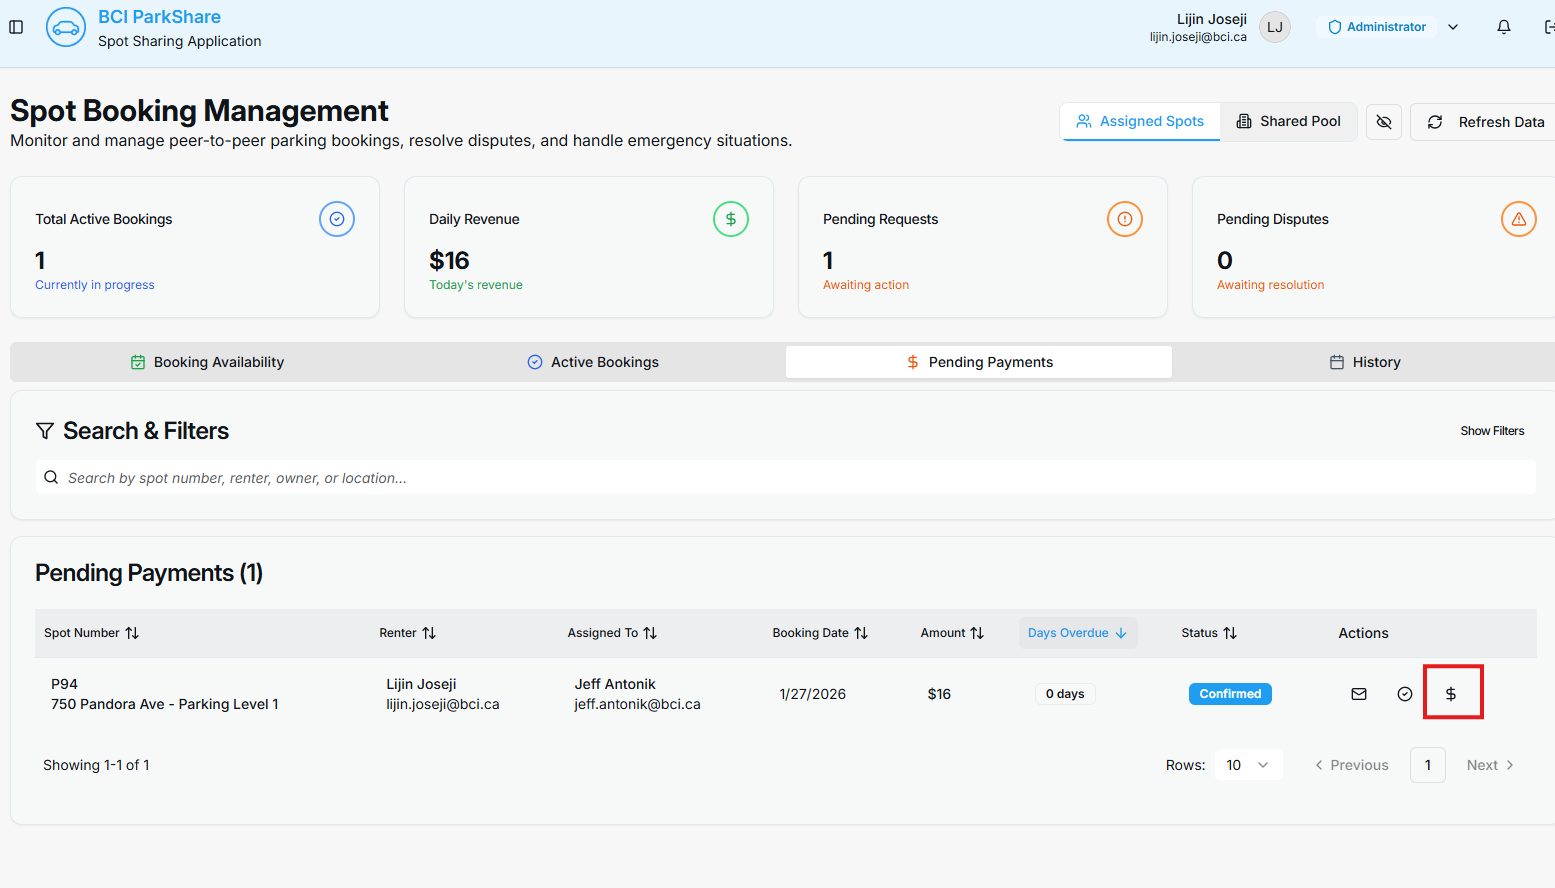 BCI ParkShare
Spot Sharing Application
Lijin Joseji
lijin.joseji@bci.ca
LJ
Administrator
Spot Booking Management
Monitor and manage peer-to-peer parking bookings, resolve disputes, and handle emergency situations.
Assigned Spots
Shared Pool
Refresh Data
Total Active Bookings
1
Currently in progress
Daily Revenue
$
$16
Today's revenue
Pending Requests
1
Awaiting action
Pending Disputes
0
Awaiting resolution
Booking Availability
Active Bookings
$ Pending Payments
History
Search & Filters
Show Filters
Search by spot number, renter, owner, or location...
Pending Payments (1)
Spot Number Renter Assigned To Booking Date Amount Days Overdue Status Actions
P94
750 Pandora Ave - Parking Level 1
Lijin Joseji
lijin.joseji@bci.ca
Jeff Antonik
jeff.antonik@bci.ca
1/27/2026
$16
0 days
Confirmed
$
Showing 1-1 of 1
Rows: 10
Previous
1
Next